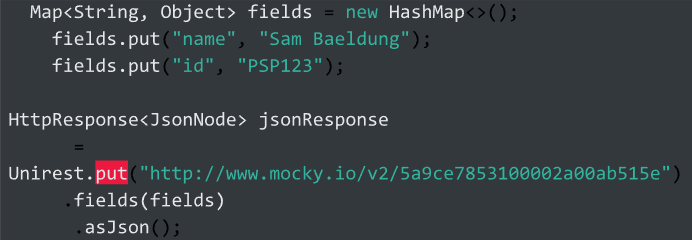 Map<String, Object> fields = new HashMap<>();
fields.put("name", "Sam Baeldung");
fields.put("id", "PSP123");
HttpResponse<JsonNode> jsonResponse
=
Unirest.put("http://www.mocky.io/v2/5a9ce7853100002a00ab515e")
.fields(fields)
.asJson();